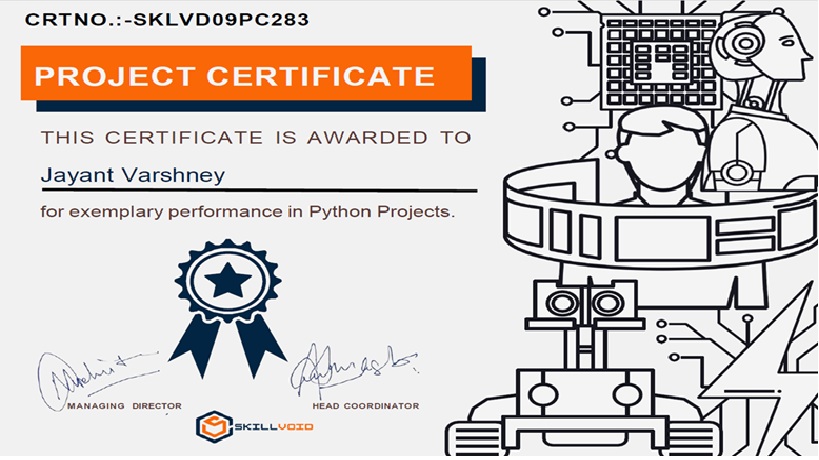 CRTNO.:-SKLVD09PC283
PROJECT CERTIFICATE
THIS CERTIFICATE IS AWARDED TO
Jayant Varshney
for exemplary performance in Python Projects.
MANAGING DIRECTOR
HEAD COORDINATOR
SKILLVOID